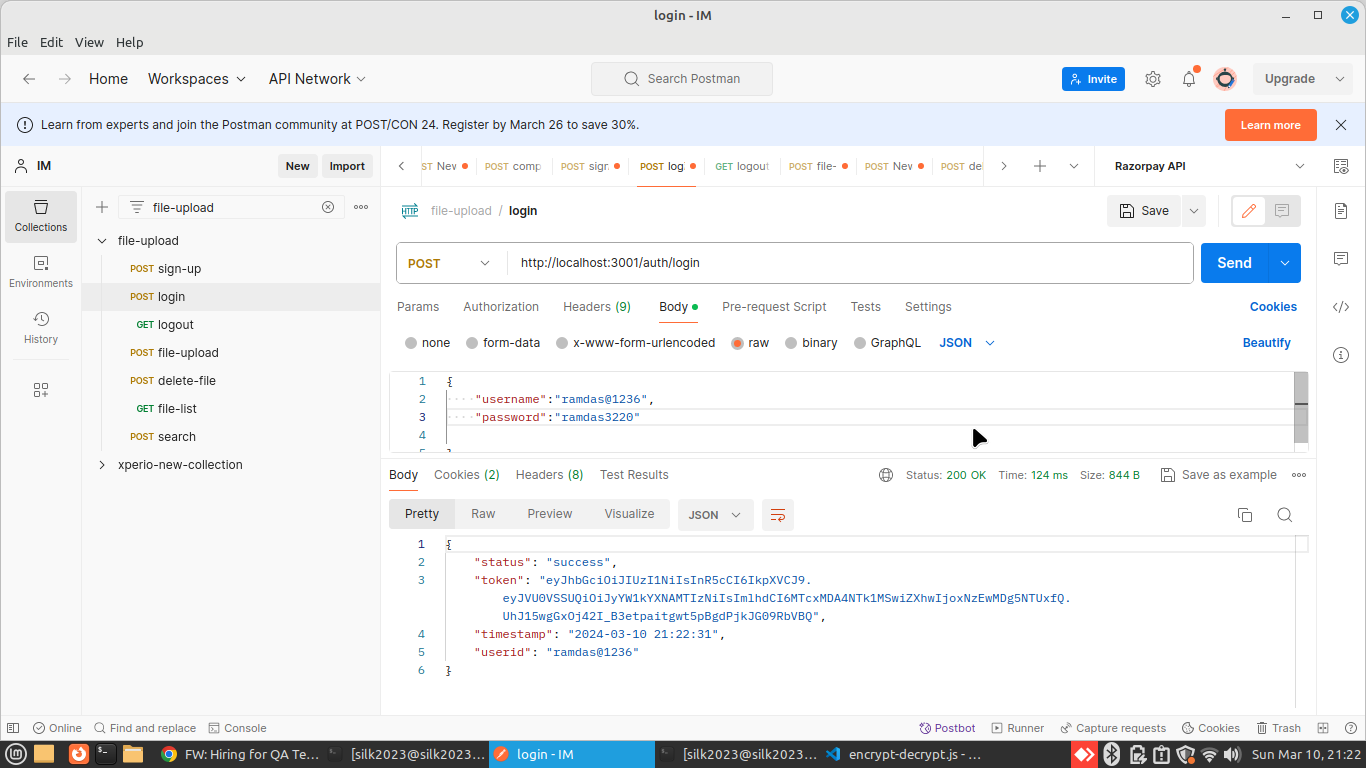 login - IM
File Edit View Help
Home Workspaces API Network Search Postman Invite Upgrade
Learn from experts and join the Postman community at POST/CON 24. Register by March 26 to save 30%. Learn more
IM New Import
ST New POST comp POST sign POST log GET logout POST file- POST New POST de Razorpay API
Collections
Environments
History
file-upload
file-upload
POST sign-up
POST login
GET logout
POST file-upload
POST delete-file
GET file-list
POST search
xperio-new-collection
HTTP file-upload / login Save
POST http://localhost:3001/auth/login Send
Params Authorization Headers (9) Body Pre-request Script Tests Settings Cookies
none form-data x-www-form-urlencoded raw binary GraphQL JSON Beautify
1 {
2 "username":"ramdas@1236",
3 "password":"ramdas3220"
4
Body Cookies (2) Headers (8) Test Results Status: 200 OK Time: 124 ms Size: 844 B Save as example
Pretty Raw Preview Visualize JSON
1 {
2 "status": "success",
3 "token": "eyJhbGciOiJIUzI1NiIsInR5cCI6IkpXVCJ9.
eyJVU0VSSUQiOiJyYW1kYXNAMTIzNiIsImlhdCI6MTcxMDA4NTk1MSwiZXhwIjoxNzEwMDg5NTUxfQ.
UhJ15wgGxOj42I_B3etpaitgwt5pBgdPjkJG09RbVBQ",
4 "timestamp": "2024-03-10 21:22:31",
5 "userid": "ramdas@1236"
6 }
Online Find and replace Console Postbot Runner Capture requests Cookies Trash
FW: Hiring for QA Te... [silk2023@silk2023... login - IM [silk2023@silk2023... encrypt-decrypt.js - ... Sun Mar 10, 21:22